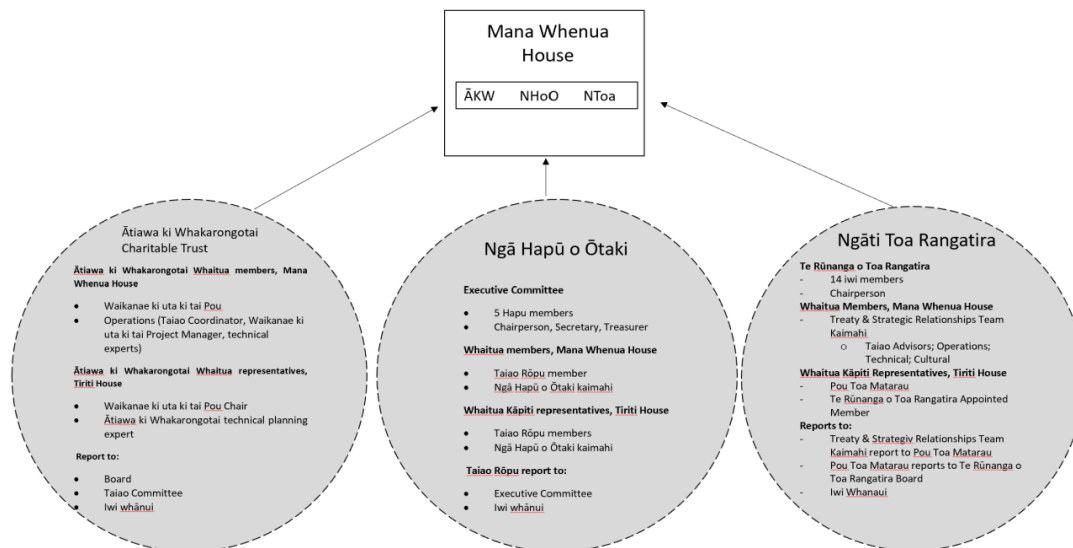 Mana Whenua
House
ĀKW NHoO NToa
Ātiawa ki Whakarongotai
Charitable Trust
Ātiawa ki Whakarongotai Whaitua members, Mana
Whenua House
• Waikanae ki uta ki tai Pou
• Operations (Taiao Coordinator, Waikanae ki
uta ki tai Project Manager, technical
experts)
Ātiawa ki Whakarongotai Whaitua representatives,
Tiriti House
• Waikanae ki uta ki tai Pou Chair
• Ātiawa ki Whakarongotai technical planning
expert
Report to:
• Board
• Taiao Committee
• Iwi whānui
Ngā Hapū o Ōtaki
Executive Committee
• 5 Hapu members
• Chairperson, Secretary, Treasurer
Whaitua members, Mana Whenua House
• Taiao Rōpu member
• Ngā Hapū o Ōtaki kaimahi
Whaitua Kāpiti representatives, Tiriti House
• Taiao Rōpu members
• Ngā Hapū o Ōtaki kaimahi
Taiao Rōpu report to:
• Executive Committee
• Iwi whānui
Ngāti Toa Rangatira
Te Rūnanga o Toa Rangatira
- 14 iwi members
- Chairperson
Whaitua Members, Mana Whenua House
- Treaty & Strategic Relationships Team
Kaimahi
o Taiao Advisors; Operations;
Technical; Cultural
Whaitua Kāpiti Representatives, Tiriti House
- Pou Toa Matarau
- Te Rūnanga o Toa Rangatira Appointed
Member
Reports to:
- Treaty & Strategiv Relationships Team
Kaimahi report to Pou Toa Matarau
- Pou Toa Matarau reports to Te Rūnanga o
Toa Rangatira Board
- Iwi Whanaui